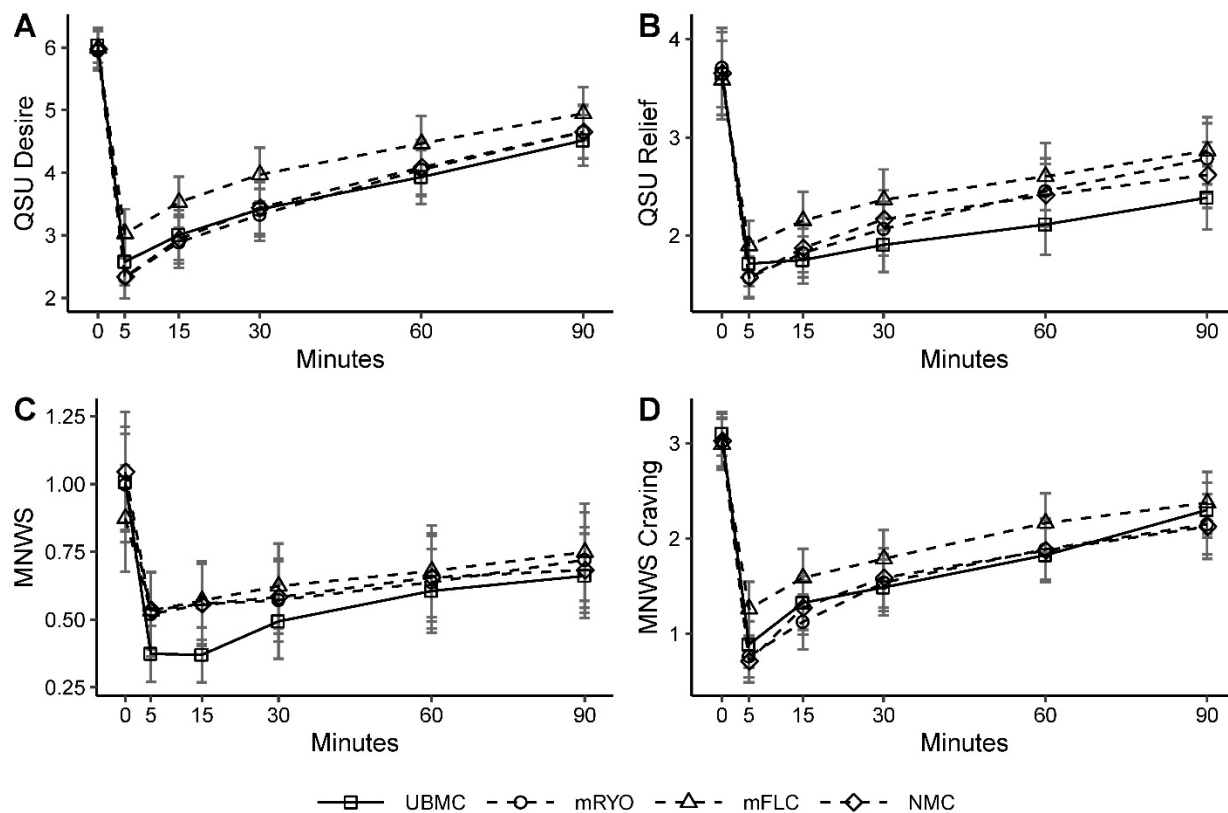 A
QSU Desire
6
5
4
3
2
0 5 15 30 60 90
Minutes
B
QSU Relief
4
3
2
0 5 15 30 60 90
Minutes
C
MNWS
1.25
1.00
0.75
0.50
0.25
0 5 15 30 60 90
Minutes
D
MNWS Craving
3
2
1
0 5 15 30 60 90
Minutes
UBMC mRYO mFLC NMC